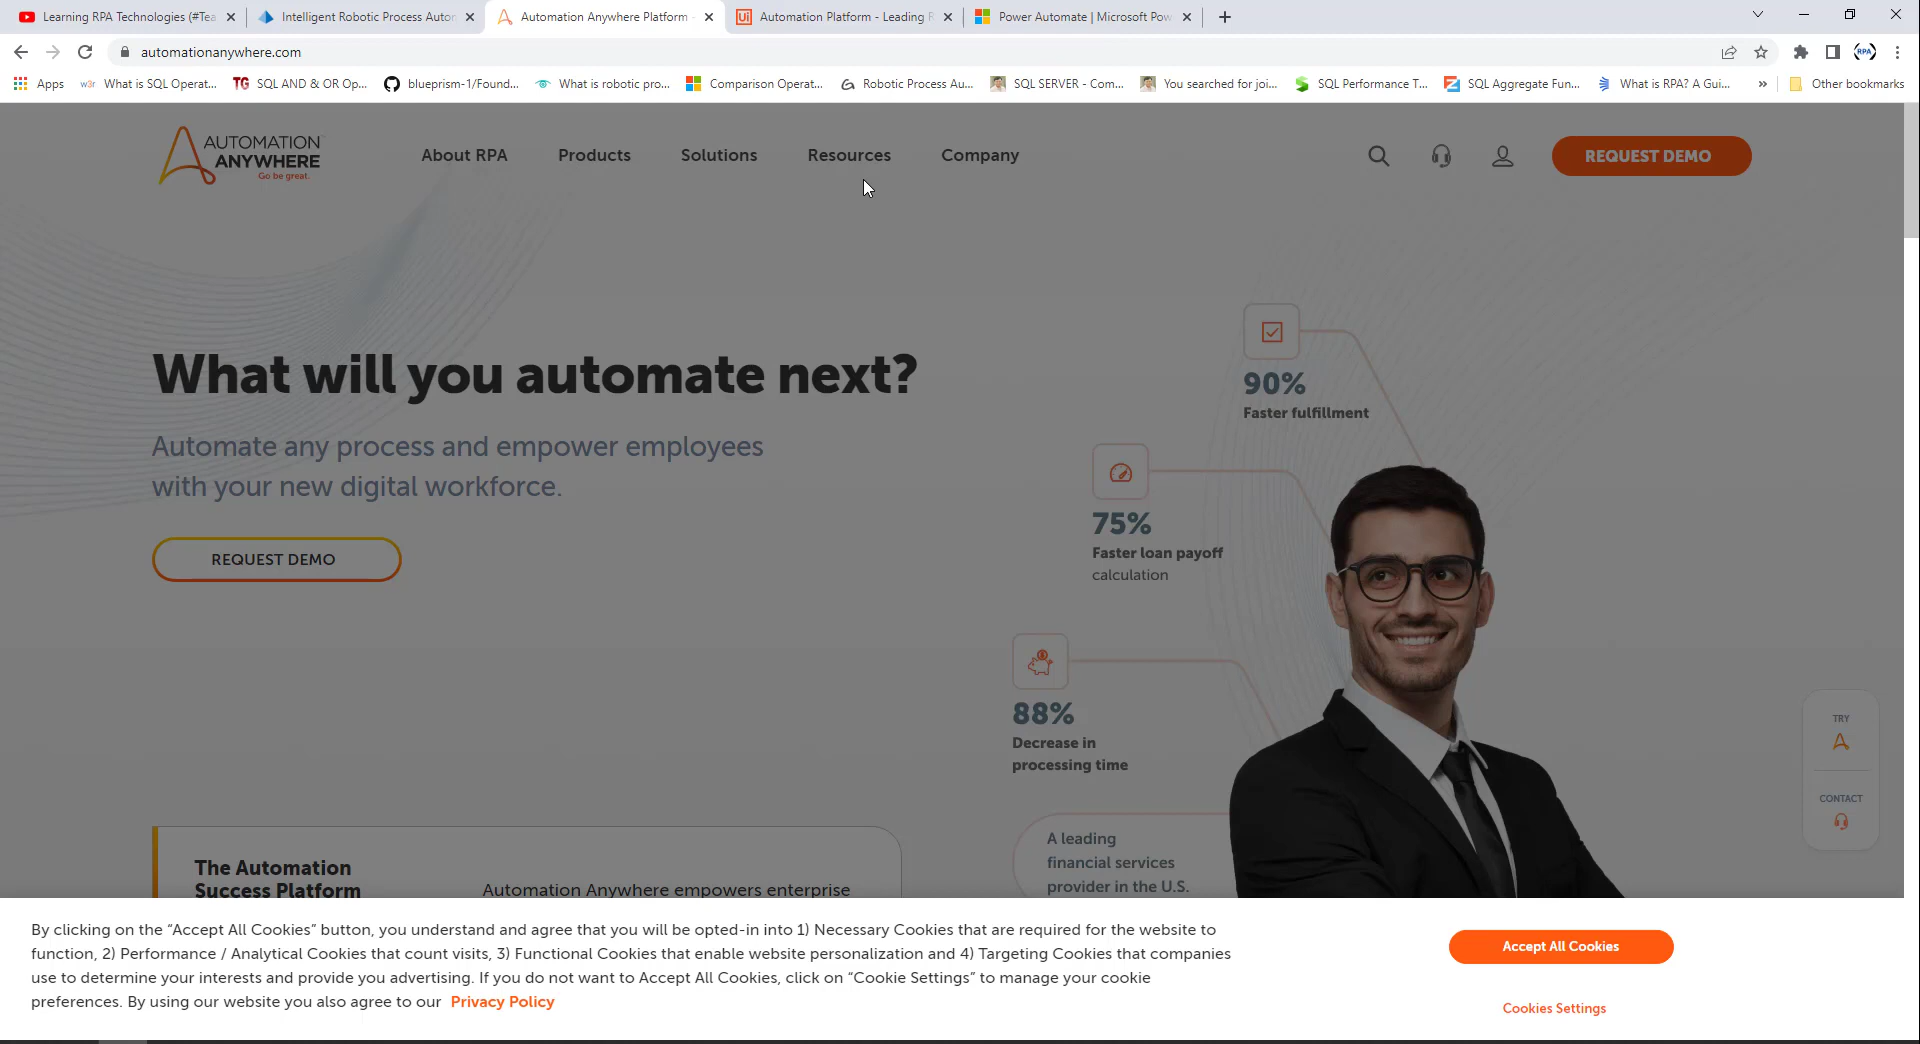 Learning RPA Technologies (#Tea
Intelligent Robotic Process Auton
Automation Anywhere Platform -
Automation Platform - Leading R
Power Automate | Microsoft Pow
automationanywhere.com
Apps
What is SQL Operat...
SQL AND & OR Op...
blueprism-1/Found...
What is robotic pro...
Comparison Operat...
Robotic Process Au...
SQL SERVER - Com...
You searched for joi...
SQL Performance T...
SQL Aggregate Fun...
What is RPA? A Gui...
»
Other bookmarks
AUTOMATION
ANYWHERE
Go be great.
About RPA
Products
Solutions
Resources
Company
REQUEST DEMO
What will you automate next?
Automate any process and empower employees
with your new digital workforce.
REQUEST DEMO
90%
Faster fulfillment
75%
Faster loan payoff
calculation
88%
Decrease in
processing time
A leading
financial services
provider in the U.S.
TRY
CONTACT
The Automation
Success Platform
Automation Anywhere empowers enterprise
By clicking on the “Accept All Cookies” button, you understand and agree that you will be opted-in into 1) Necessary Cookies that are required for the website to
function, 2) Performance / Analytical Cookies that count visits, 3) Functional Cookies that enable website personalization and 4) Targeting Cookies that companies
use to determine your interests and provide you advertising. If you do not want to Accept All Cookies, click on “Cookie Settings” to manage your cookie
preferences. By using our website you also agree to our Privacy Policy
Accept All Cookies
Cookies Settings